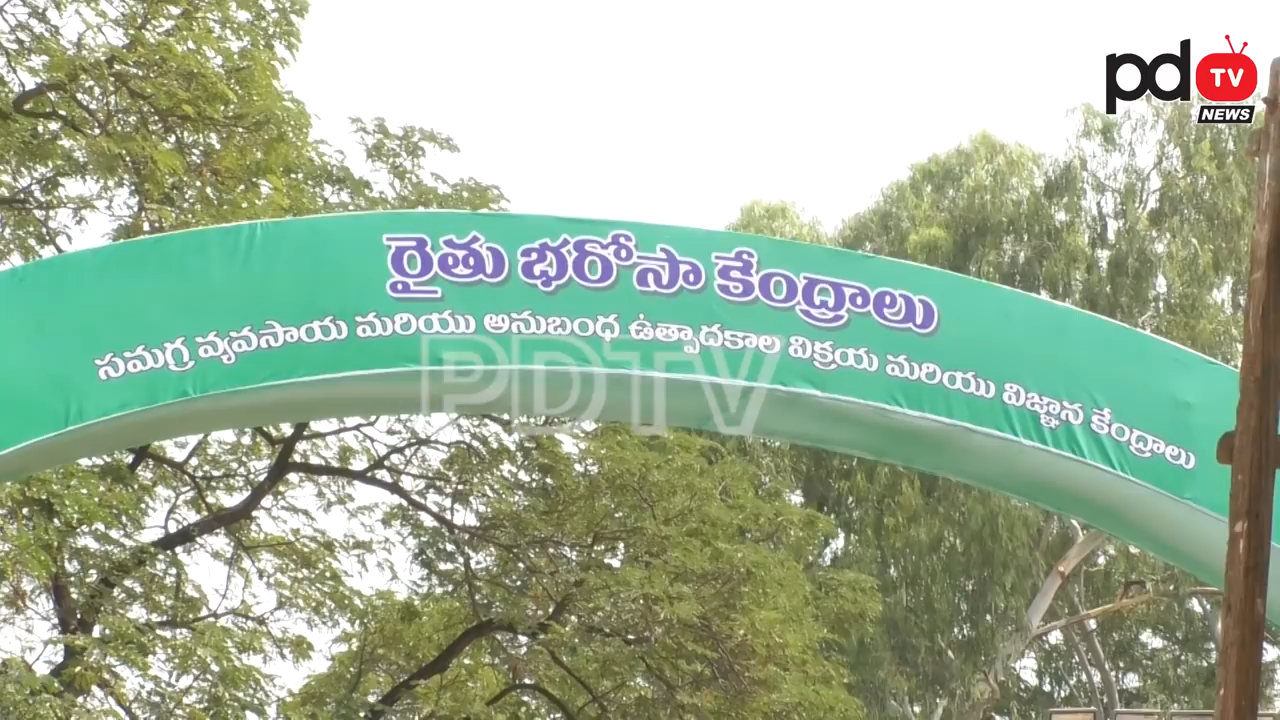 pd TV
NEWS
రైతు భరోసా కేంద్రాలు
సమగ్ర వ్యవసాయ మరియు అనుబంధ ఉత్పాదకాల విక్రయ మరియు విజ్ఞాన కేంద్రాలు
PDTV